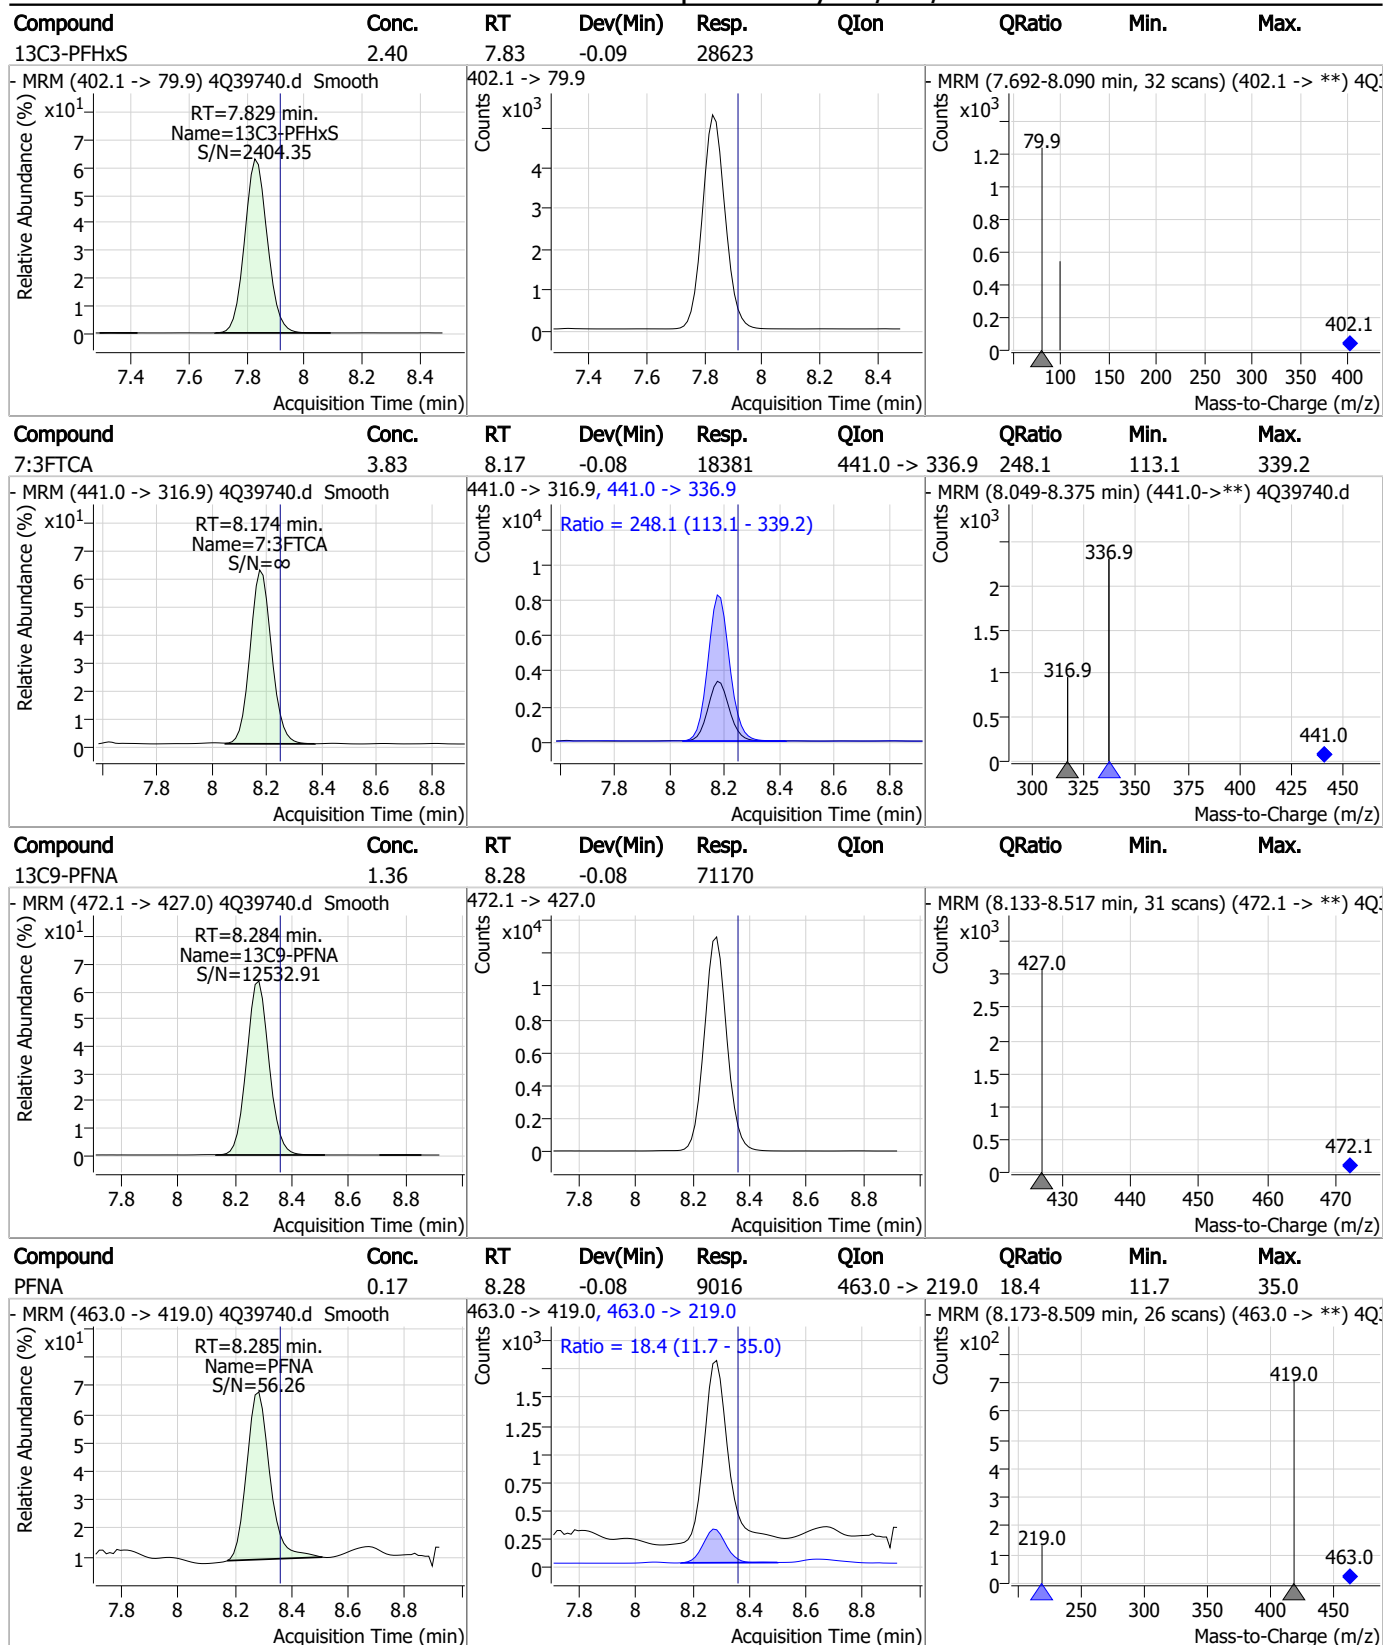 Compound Conc. RT Dev(Min) Resp. QIon QRatio Min. Max.
13C3-PFHxS 2.40 7.83 -0.09 28623
- MRM (402.1 -> 79.9) 4Q39740.d Smooth
Relative Abundance (%)
x10¹
RT=7.829 min.
Name=13C3-PFHxS
S/N=2404.35
7
6
5
4
3
2
1
0
7.4 7.6 7.8 8 8.2 8.4
Acquisition Time (min)
402.1 -> 79.9
Counts
x10³
4
3
2
1
0
7.4 7.6 7.8 8 8.2 8.4
Acquisition Time (min)
- MRM (7.692-8.090 min, 32 scans) (402.1 -> **) 4Q3
Counts
x10³
79.9
1.2
1
0.8
0.6
0.4
0.2
0
402.1
100 150 200 250 300 350 400
Mass-to-Charge (m/z)
Compound Conc. RT Dev(Min) Resp. QIon QRatio Min. Max.
7:3FTCA 3.83 8.17 -0.08 18381 441.0 -> 336.9 248.1 113.1 339.2
- MRM (441.0 -> 316.9) 4Q39740.d Smooth
Relative Abundance (%)
x10¹
RT=8.174 min.
Name=7:3FTCA
S/N=∞
7
6
5
4
3
2
1
0
7.8 8 8.2 8.4 8.6 8.8
Acquisition Time (min)
441.0 -> 316.9, 441.0 -> 336.9
Counts
x10⁴
Ratio = 248.1 (113.1 - 339.2)
1
0.8
0.6
0.4
0.2
0
7.8 8 8.2 8.4 8.6 8.8
Acquisition Time (min)
- MRM (8.049-8.375 min) (441.0->**) 4Q39740.d
Counts
x10³
336.9
2
1.5
1
0.5
0
316.9
441.0
300 325 350 375 400 425 450
Mass-to-Charge (m/z)
Compound Conc. RT Dev(Min) Resp. QIon QRatio Min. Max.
13C9-PFNA 1.36 8.28 -0.08 71170
- MRM (472.1 -> 427.0) 4Q39740.d Smooth
Relative Abundance (%)
x10¹
RT=8.284 min.
Name=13C9-PFNA
S/N=12532.91
7
6
5
4
3
2
1
0
7.8 8 8.2 8.4 8.6 8.8
Acquisition Time (min)
472.1 -> 427.0
Counts
x10⁴
1
0.8
0.6
0.4
0.2
0
7.8 8 8.2 8.4 8.6 8.8
Acquisition Time (min)
- MRM (8.133-8.517 min, 31 scans) (472.1 -> **) 4Q3
Counts
x10³
427.0
3
2.5
2
1.5
1
0.5
0
472.1
430 440 450 460 470
Mass-to-Charge (m/z)
Compound Conc. RT Dev(Min) Resp. QIon QRatio Min. Max.
PFNA 0.17 8.28 -0.08 9016 463.0 -> 219.0 18.4 11.7 35.0
- MRM (463.0 -> 419.0) 4Q39740.d Smooth
Relative Abundance (%)
x10¹
RT=8.285 min.
Name=PFNA
S/N=56.26
7
6
5
4
3
2
1
7.8 8 8.2 8.4 8.6 8.8
Acquisition Time (min)
463.0 -> 419.0, 463.0 -> 219.0
Counts
x10³
Ratio = 18.4 (11.7 - 35.0)
1.5
1.25
1
0.75
0.5
0.25
0
7.8 8 8.2 8.4 8.6 8.8
Acquisition Time (min)
- MRM (8.173-8.509 min, 26 scans) (463.0 -> **) 4Q3
Counts
x10²
419.0
7
6
5
4
3
2
1
0
219.0
463.0
250 300 350 400 450
Mass-to-Charge (m/z)